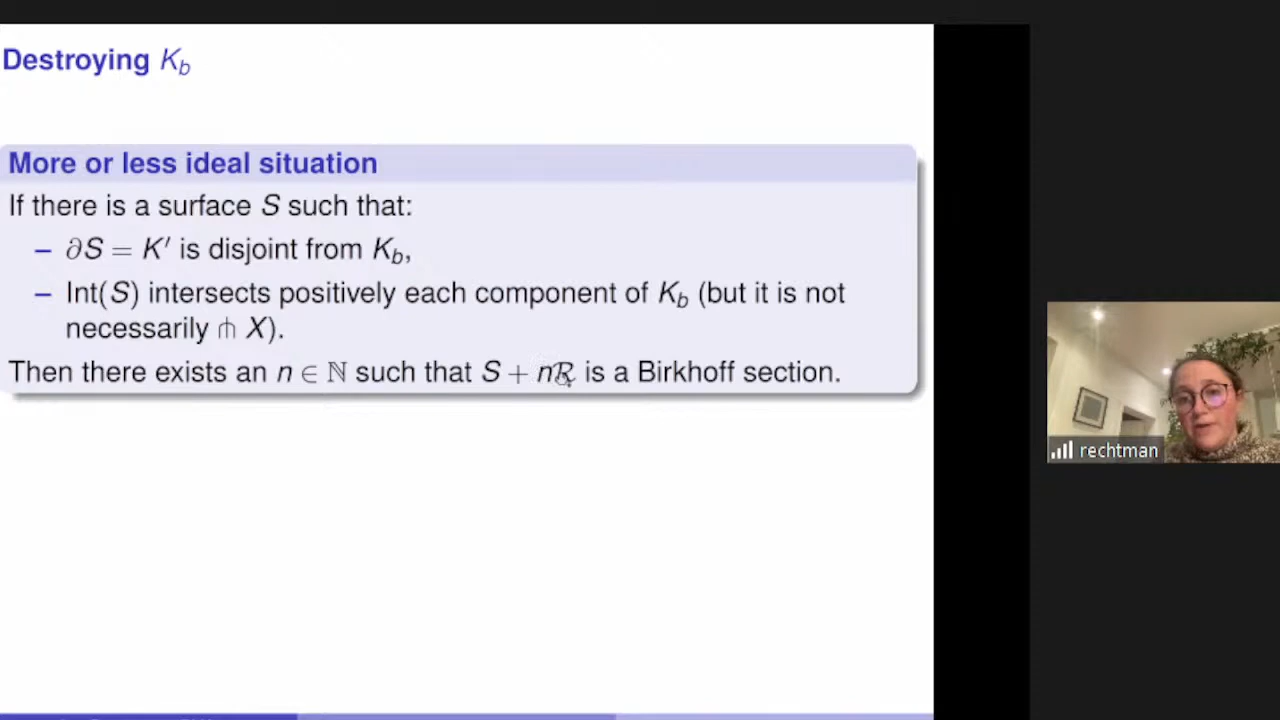 Destroying K_b
More or less ideal situation
If there is a surface S such that:
– ∂S = K′ is disjoint from K_b,
– Int(S) intersects positively each component of K_b (but it is not
necessarily ⋔ X).
Then there exists an n ∈ ℕ such that S + nℛ is a Birkhoff section.
rechtman